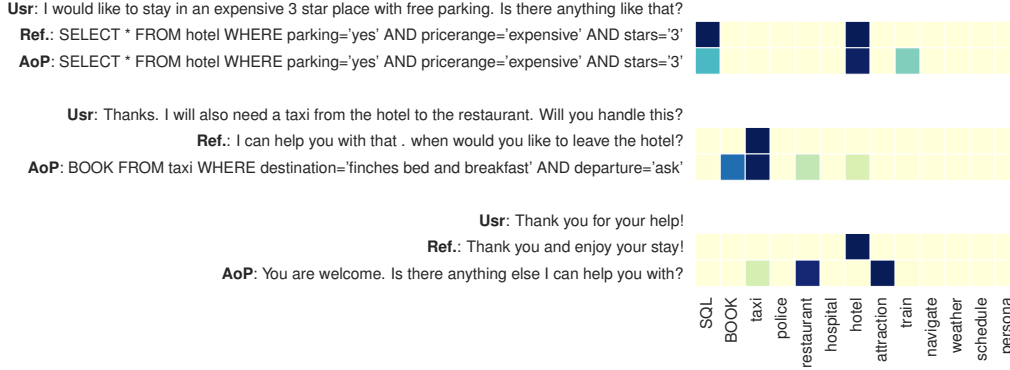 Usr: I would like to stay in an expensive 3 star place with free parking. Is there anything like that?
Ref.: SELECT * FROM hotel WHERE parking='yes' AND pricerange='expensive' AND stars='3'
AoP: SELECT * FROM hotel WHERE parking='yes' AND pricerange='expensive' AND stars='3'
Usr: Thanks. I will also need a taxi from the hotel to the restaurant. Will you handle this?
Ref.: I can help you with that . when would you like to leave the hotel?
AoP: BOOK FROM taxi WHERE destination='finches bed and breakfast' AND departure='ask'
Usr: Thank you for your help!
Ref.: Thank you and enjoy your stay!
AoP: You are welcome. Is there anything else I can help you with?
SQL
BOOK
taxi
police
restaurant
hospital
hotel
attraction
train
navigate
weather
schedule
persona